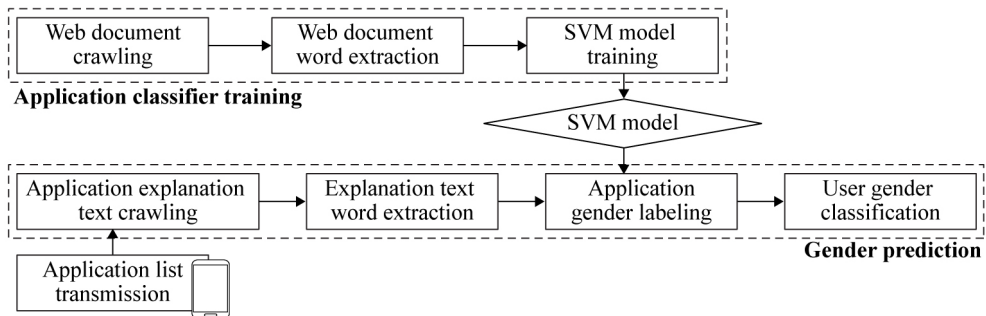 Web document
crawling
Web document
word extraction
SVM model
training
Application classifier training
SVM model
Application explanation
text crawling
Explanation text
word extraction
Application
gender labeling
User gender
classification
Gender prediction
Application list
transmission